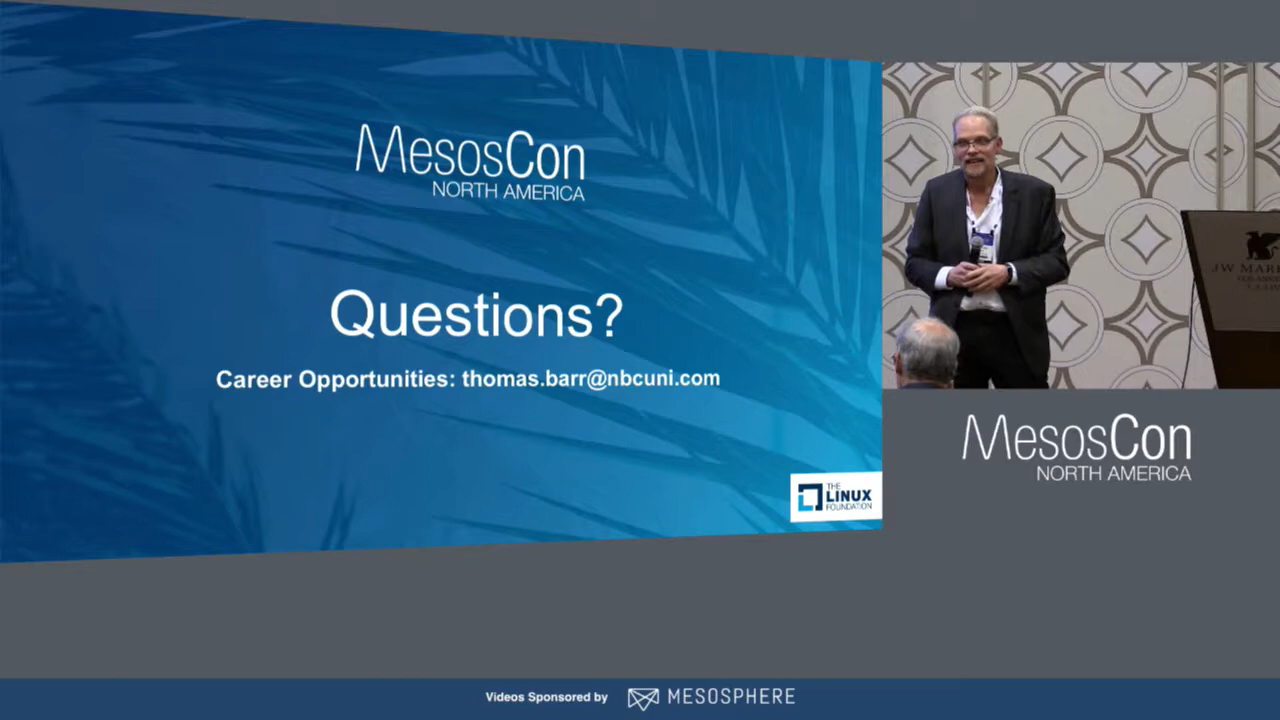 MesosCon
NORTH AMERICA
Questions?
Career Opportunities: thomas.barr@nbcuni.com
THE
LINUX
FOUNDATION
MesosCon
NORTH AMERICA
Videos Sponsored by MESOSPHERE